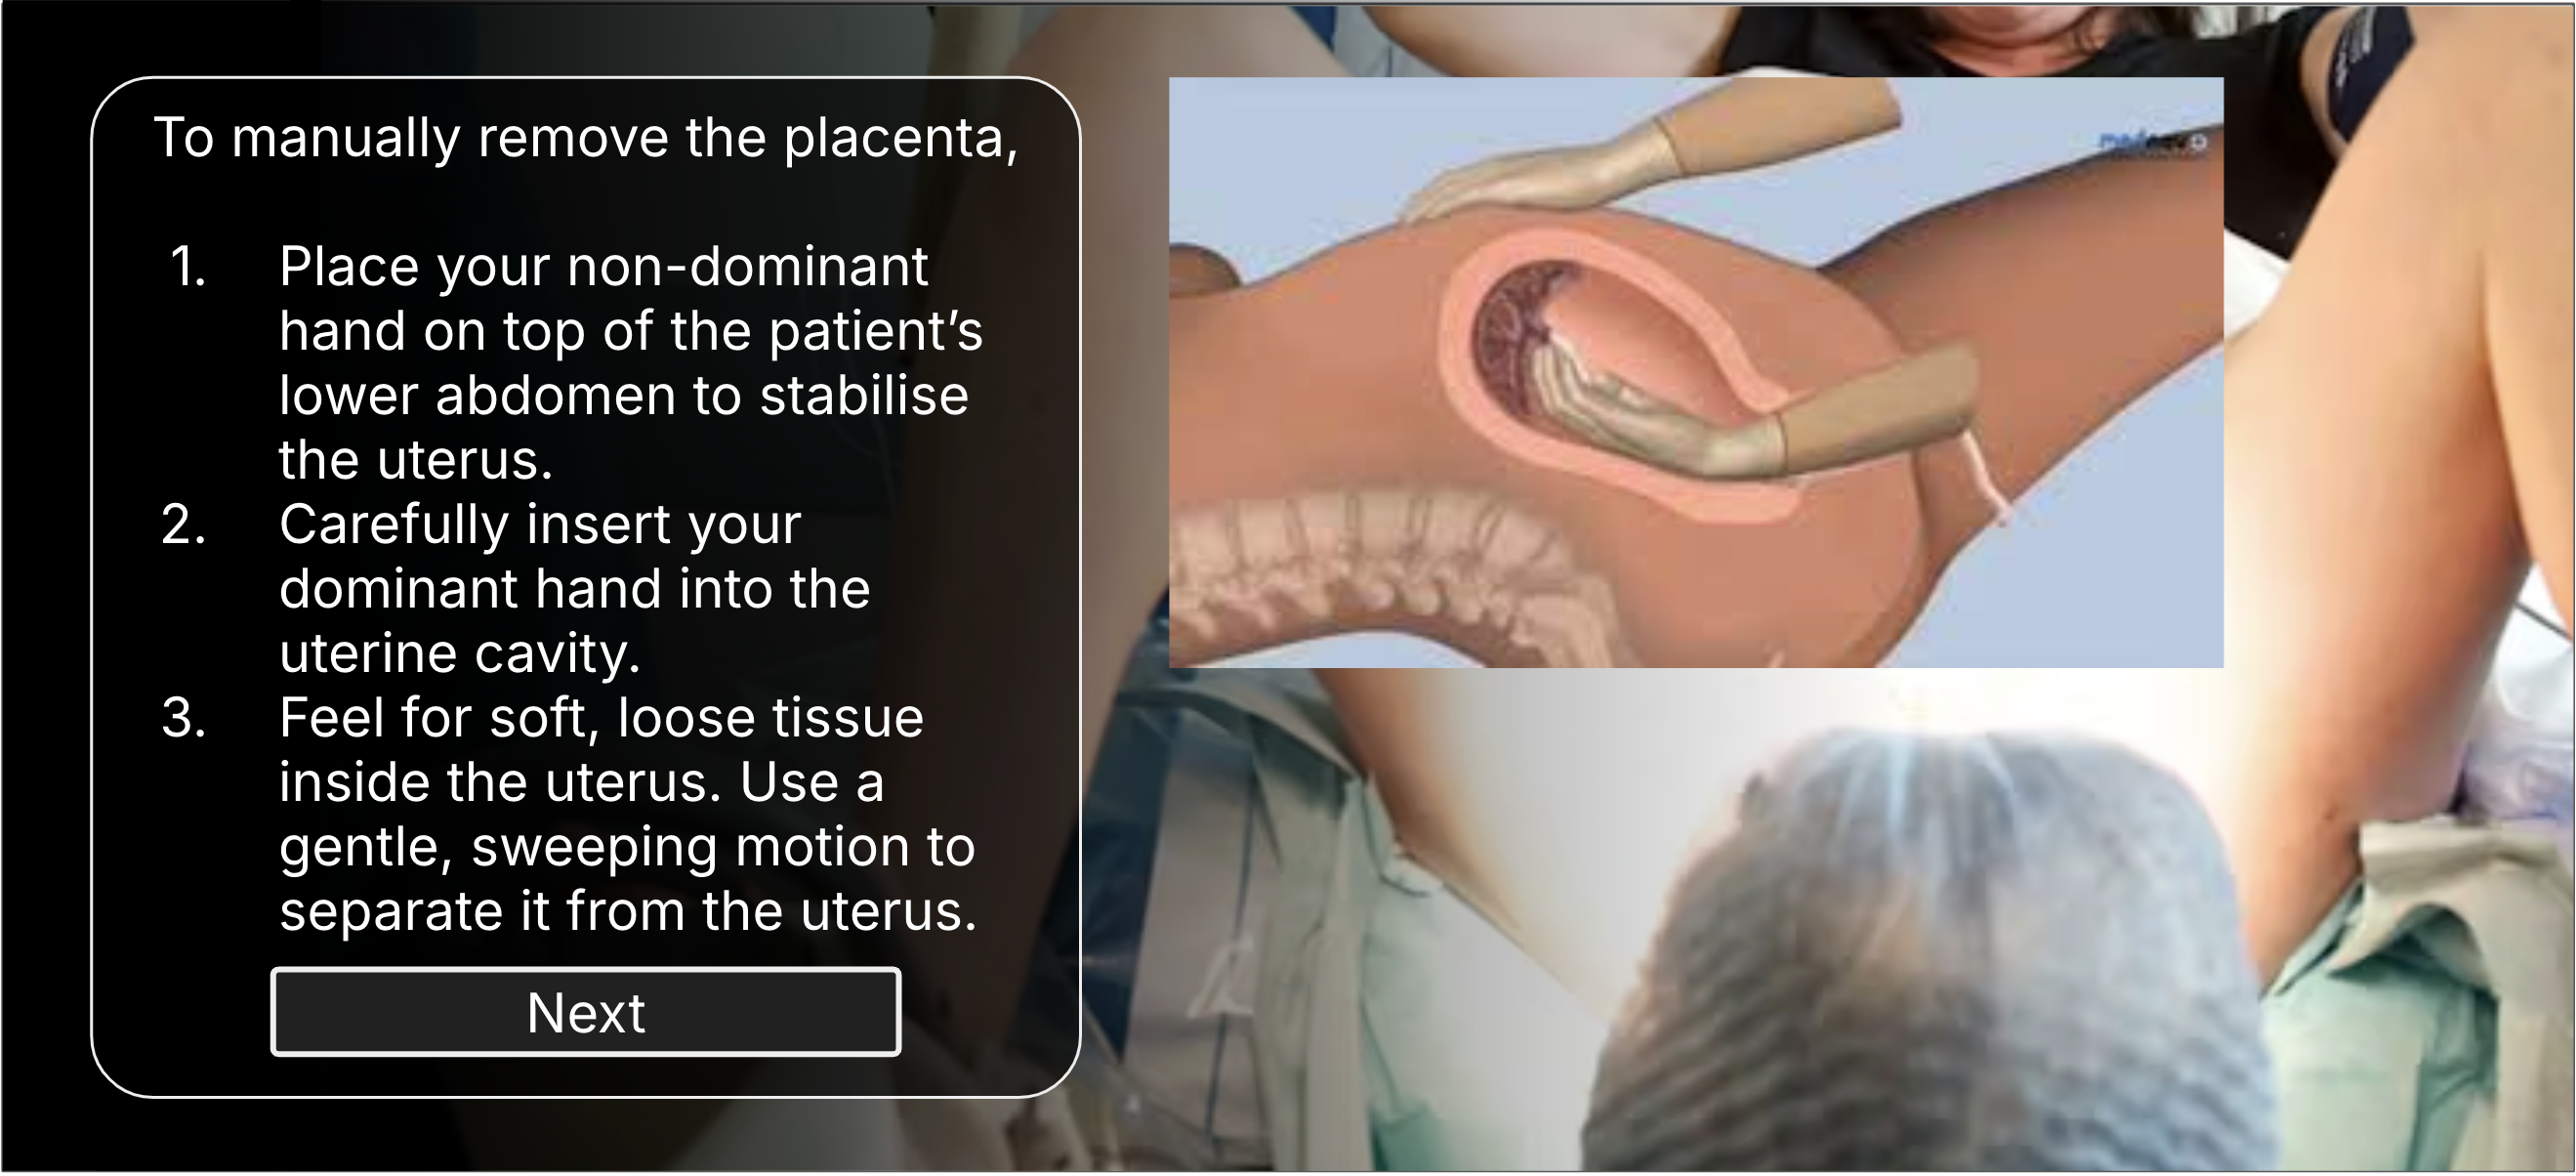 To manually remove the placenta,
1. Place your non-dominant
hand on top of the patient’s
lower abdomen to stabilise
the uterus.
2. Carefully insert your
dominant hand into the
uterine cavity.
3. Feel for soft, loose tissue
inside the uterus. Use a
gentle, sweeping motion to
separate it from the uterus.
Next